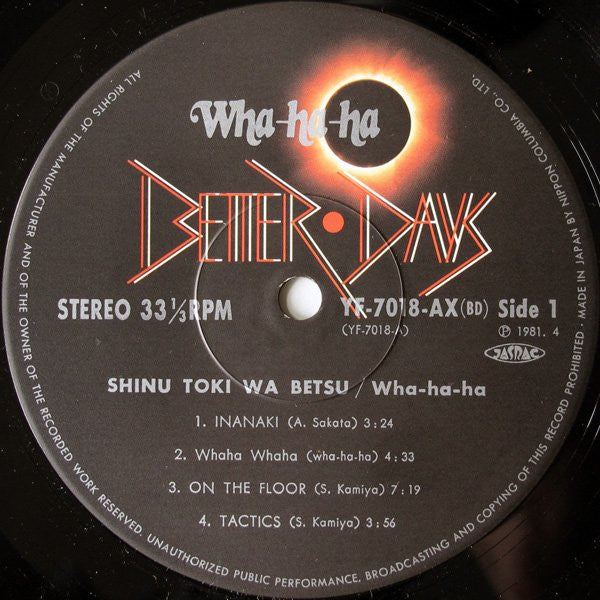 Wha-ha-ha
BETTER • DAYS
STEREO 33 1/3 RPM
YF-7018-AX(BD) Side 1
(YF-7018-A)
Ⓟ 1981. 4
JASRAC
SHINU TOKI WA BETSU / Wha-ha-ha
1. INANAKI (A. Sakata) 3:24
2. Whaha Whaha (wha-ha-ha) 4:33
3. ON THE FLOOR (S. Kamiya) 7:19
4. TACTICS (S. Kamiya) 3:56
ALL RIGHTS OF THE MANUFACTURER AND OF THE OWNER OF THE RECORDED WORK RESERVED. UNAUTHORIZED PUBLIC PERFORMANCE, BROADCASTING AND COPYING OF THIS RECORD PROHIBITED • MADE IN JAPAN BY NIPPON COLUMBIA CO., LTD.